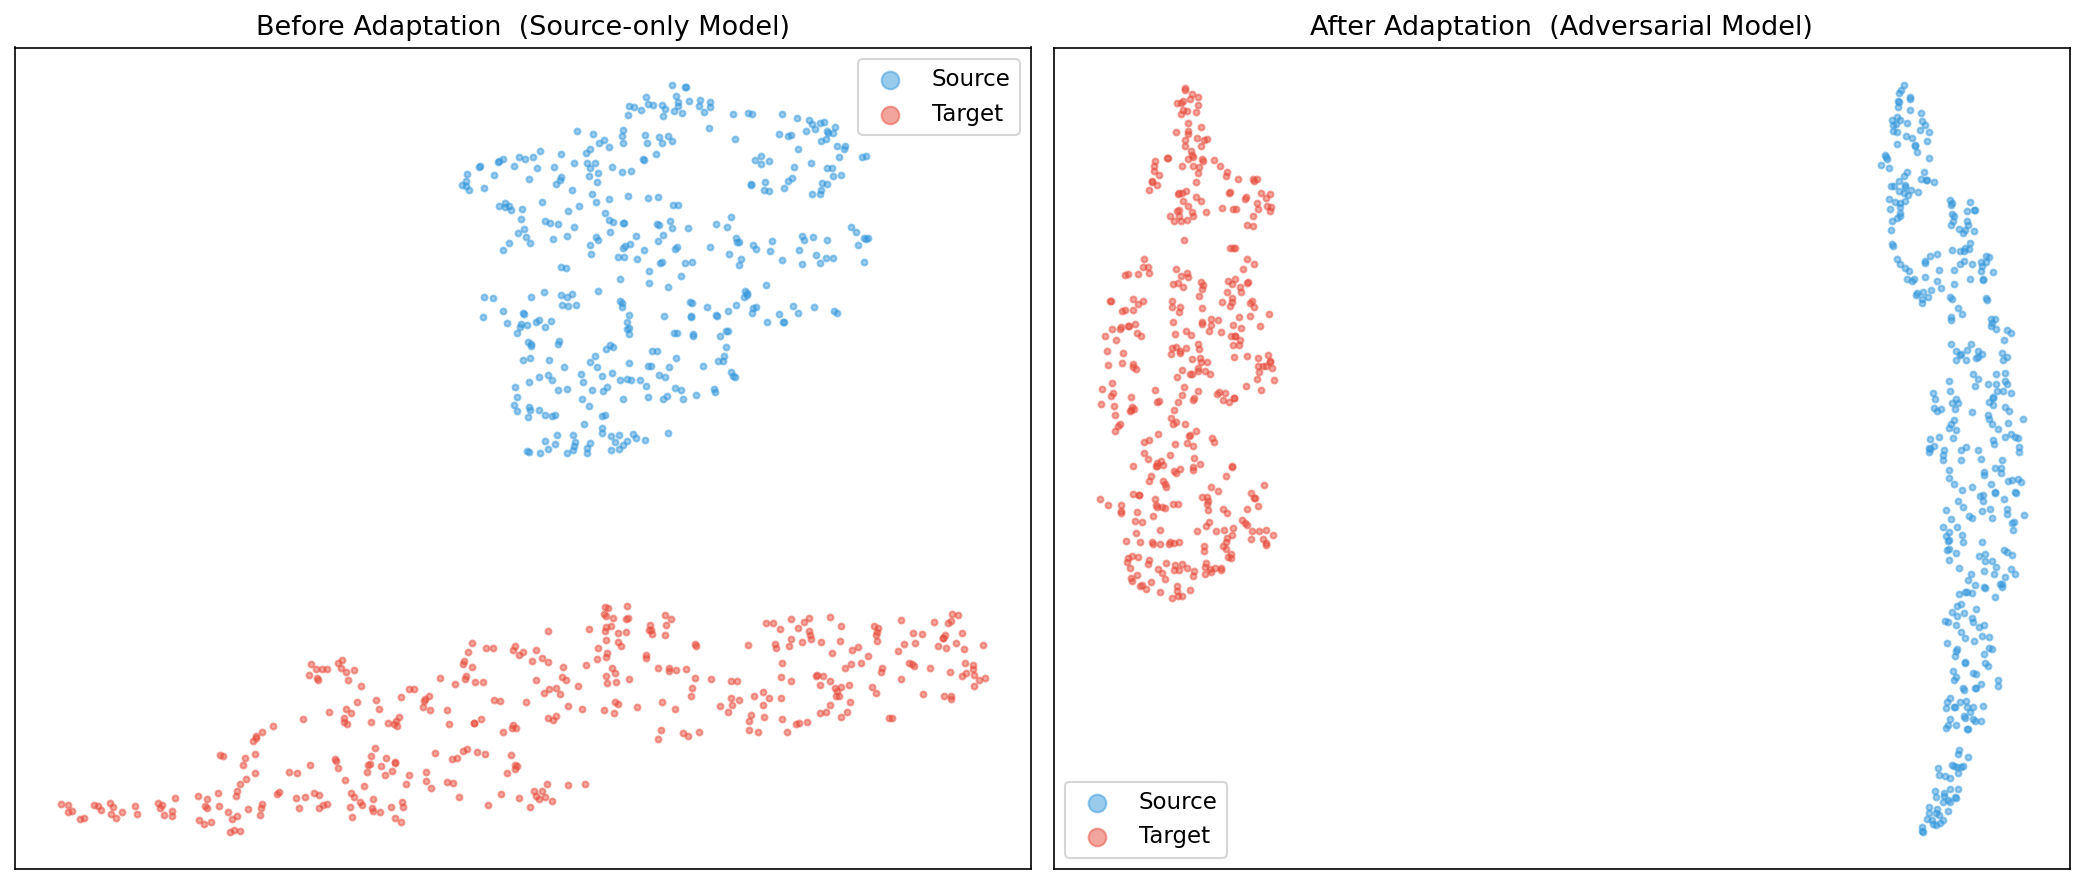 Before Adaptation  (Source-only Model)
Source
Target
After Adaptation  (Adversarial Model)
Source
Target